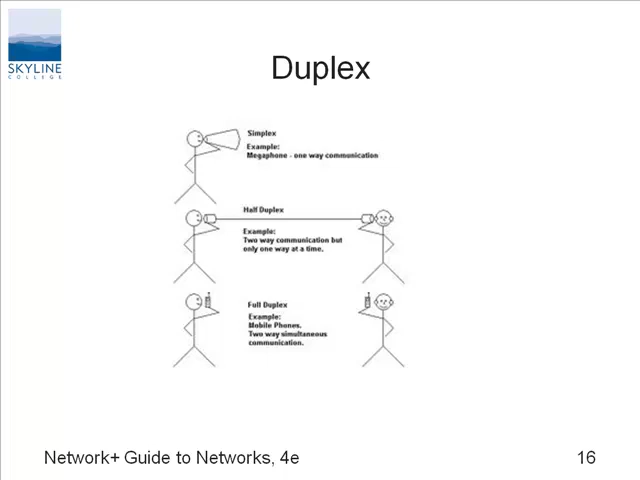 SKYLINE
COLLEGE
Duplex
Simplex
Example:
Megaphone - one way communication
Half Duplex
Example:
Two way communication but
only one way at a time.
Full Duplex
Example:
Mobile Phones.
Two way simultaneous
communication.
Network+ Guide to Networks, 4e
16